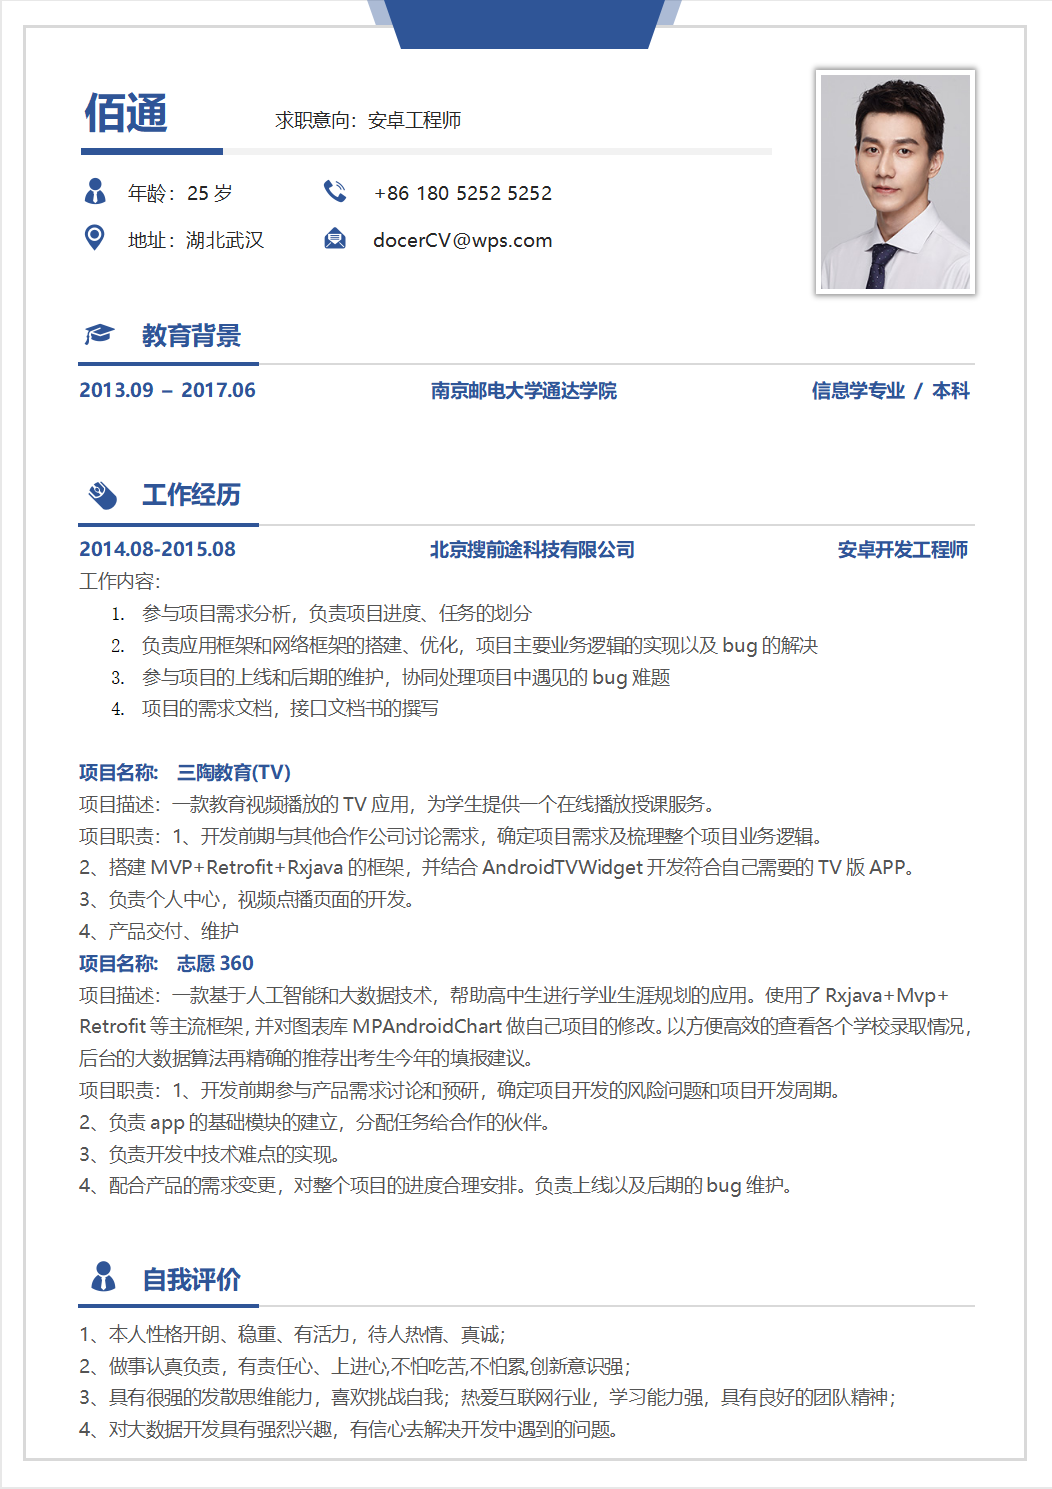 佰通
求职意向：安卓工程师
年龄：25 岁
+86 180 5252 5252
地址：湖北武汉
docerCV@wps.com
教育背景
2013.09 – 2017.06 南京邮电大学通达学院 信息学专业 / 本科
工作经历
2014.08-2015.08 北京搜前途科技有限公司 安卓开发工程师
工作内容：
1. 参与项目需求分析，负责项目进度、任务的划分
2. 负责应用框架和网络框架的搭建、优化，项目主要业务逻辑的实现以及 bug 的解决
3. 参与项目的上线和后期的维护，协同处理项目中遇见的 bug 难题
4. 项目的需求文档，接口文档书的撰写
项目名称： 三陶教育(TV)
项目描述：一款教育视频播放的 TV 应用，为学生提供一个在线播放授课服务。
项目职责：1、开发前期与其他合作公司讨论需求，确定项目需求及梳理整个项目业务逻辑。
2、搭建 MVP+Retrofit+Rxjava 的框架，并结合 AndroidTVWidget 开发符合自己需要的 TV 版 APP。
3、负责个人中心，视频点播页面的开发。
4、产品交付、维护
项目名称： 志愿 360
项目描述：一款基于人工智能和大数据技术，帮助高中生进行学业生涯规划的应用。使用了 Rxjava+Mvp+
Retrofit 等主流框架，并对图表库 MPAndroidChart 做自己项目的修改。以方便高效的查看各个学校录取情况，
后台的大数据算法再精确的推荐出考生今年的填报建议。
项目职责：1、开发前期参与产品需求讨论和预研，确定项目开发的风险问题和项目开发周期。
2、负责 app 的基础模块的建立，分配任务给合作的伙伴。
3、负责开发中技术难点的实现。
4、配合产品的需求变更，对整个项目的进度合理安排。负责上线以及后期的 bug 维护。
自我评价
1、本人性格开朗、稳重、有活力，待人热情、真诚；
2、做事认真负责，有责任心、上进心,不怕吃苦,不怕累,创新意识强；
3、具有很强的发散思维能力，喜欢挑战自我；热爱互联网行业，学习能力强，具有良好的团队精神；
4、对大数据开发具有强烈兴趣，有信心去解决开发中遇到的问题。